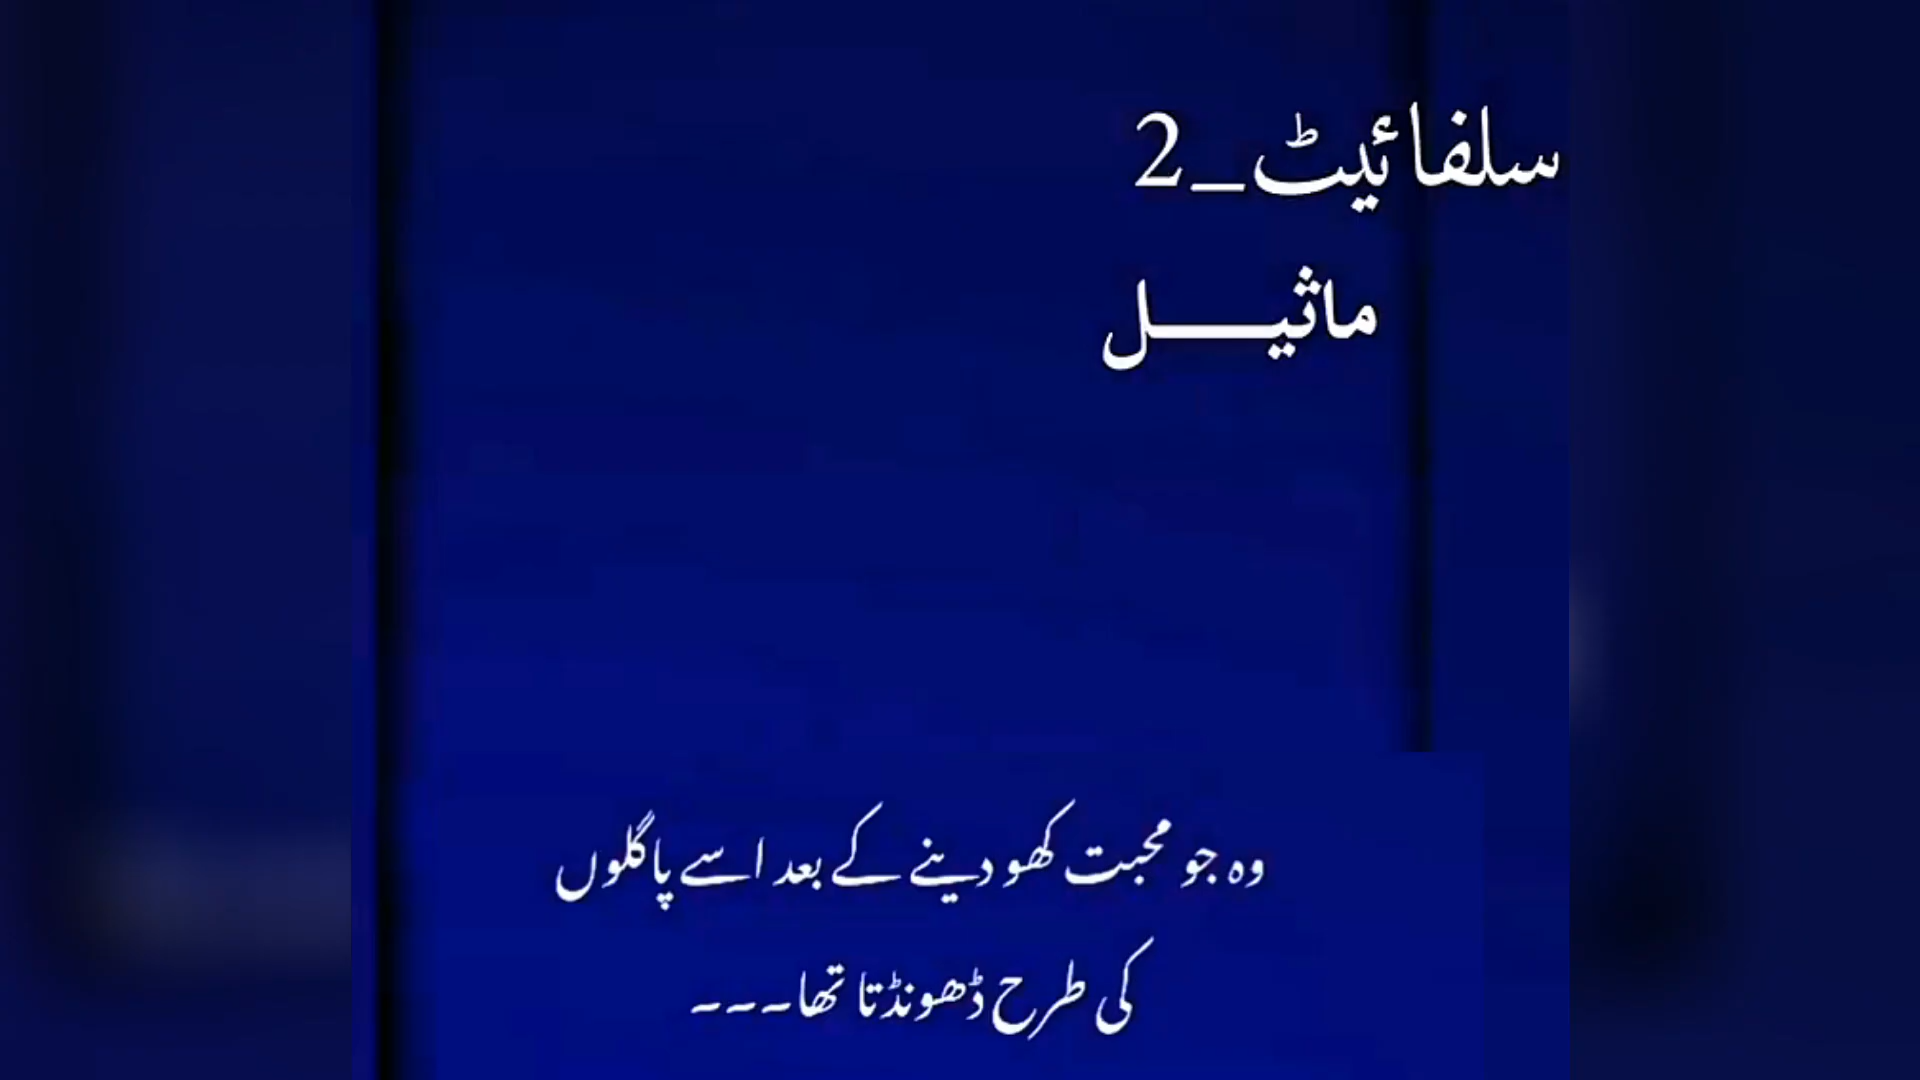 سلفائیٹ_2
ماثیـــــل
وہ جو محبت کھو دینے کے بعد اسے پاگلوں
کی طرح ڈھونڈتا تھا۔۔۔